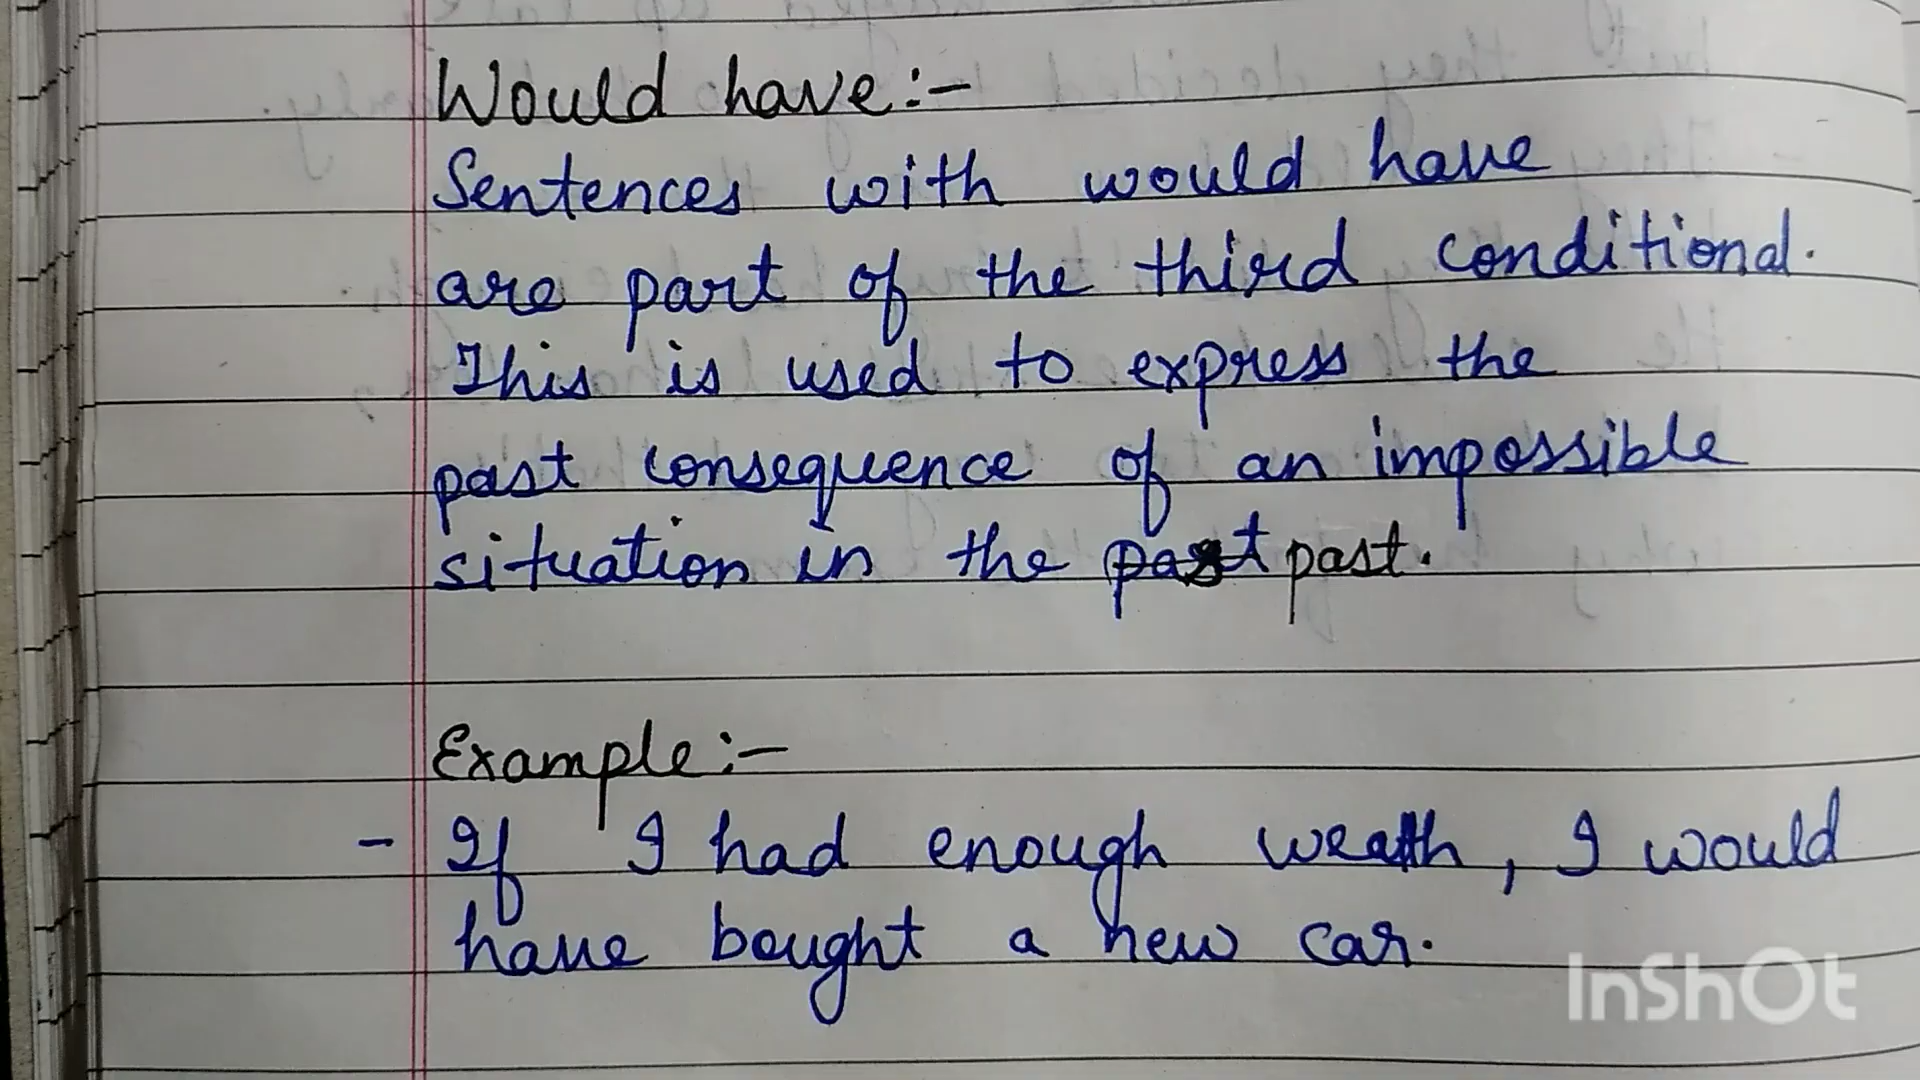 Would have:-
Sentences with would have
are part of the third conditional.
This is used to express the
past consequence of an impossible
situation in the past past.
Example:-
- If I had enough wealth, I would
have bought a new car.
InShOt